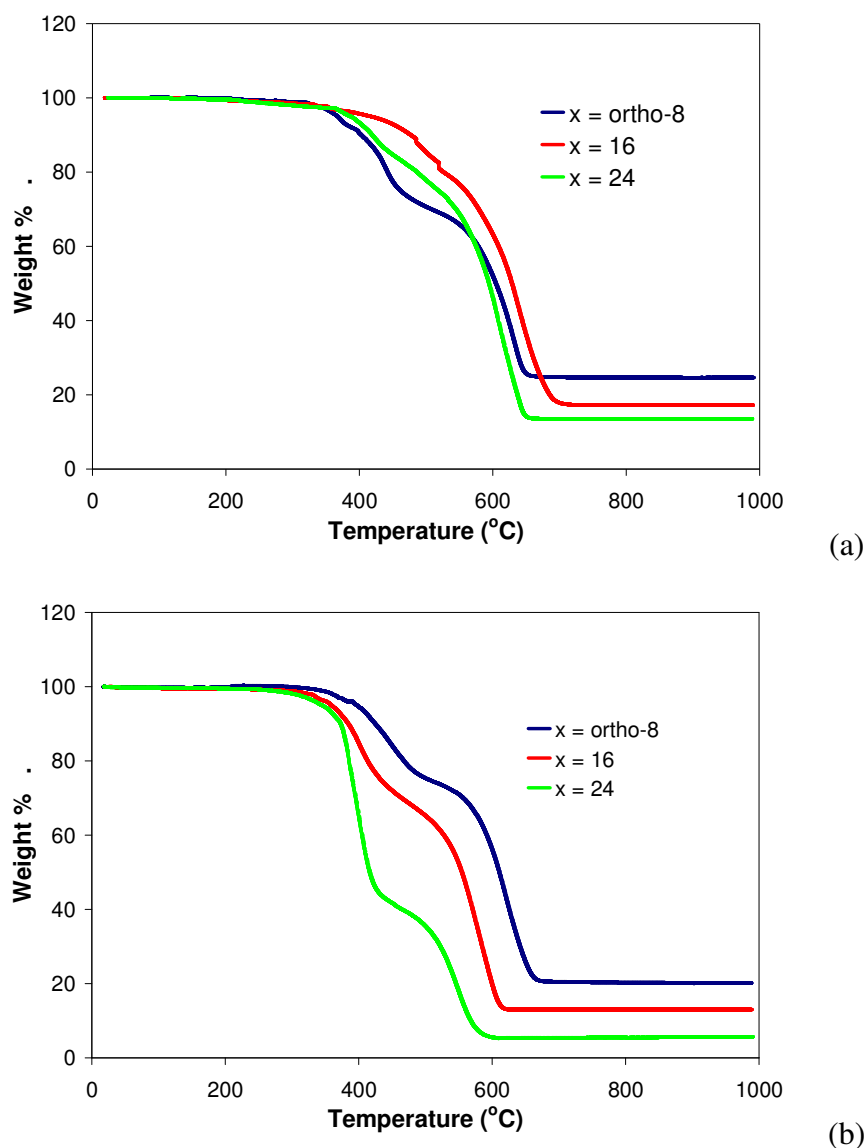 120
100
80
60
40
20
0
Weight % .
x = ortho-8
x = 16
x = 24
0 200 400 600 800 1000
Temperature (°C)
(a)
120
100
80
60
40
20
0
Weight % .
x = ortho-8
x = 16
x = 24
0 200 400 600 800 1000
Temperature (°C)
(b)